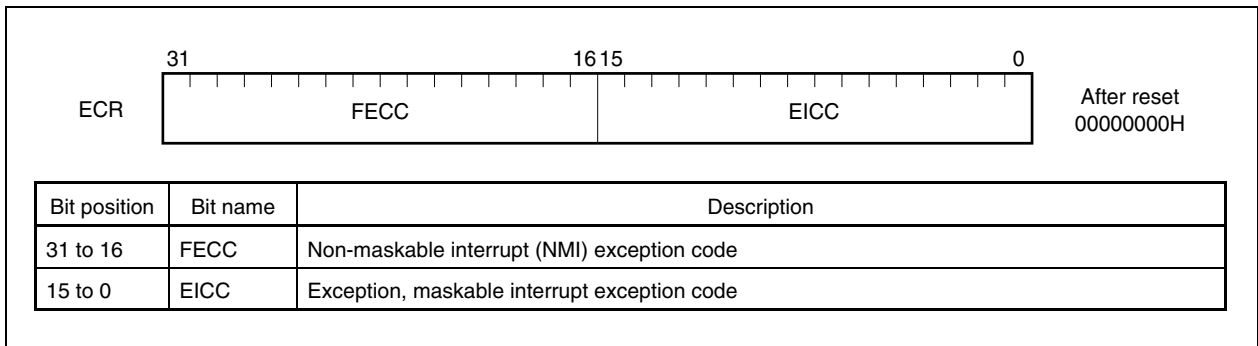 31 16 15 0
ECR FECC EICC After reset
00000000H
Bit position Bit name Description
31 to 16 FECC Non-maskable interrupt (NMI) exception code
15 to 0 EICC Exception, maskable interrupt exception code